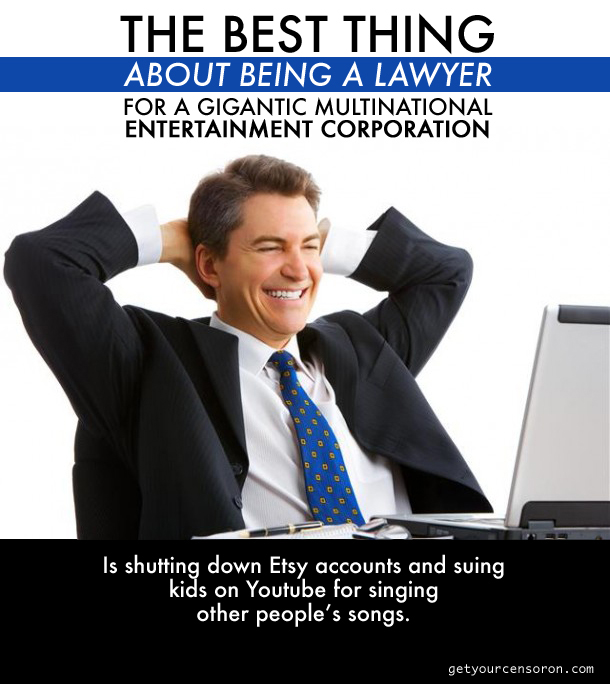 THE BEST THING
ABOUT BEING A LAWYER
FOR A GIGANTIC MULTINATIONAL
ENTERTAINMENT CORPORATION
Is shutting down Etsy accounts and suing
kids on Youtube for singing
other people's songs.
getyourcensoron.com